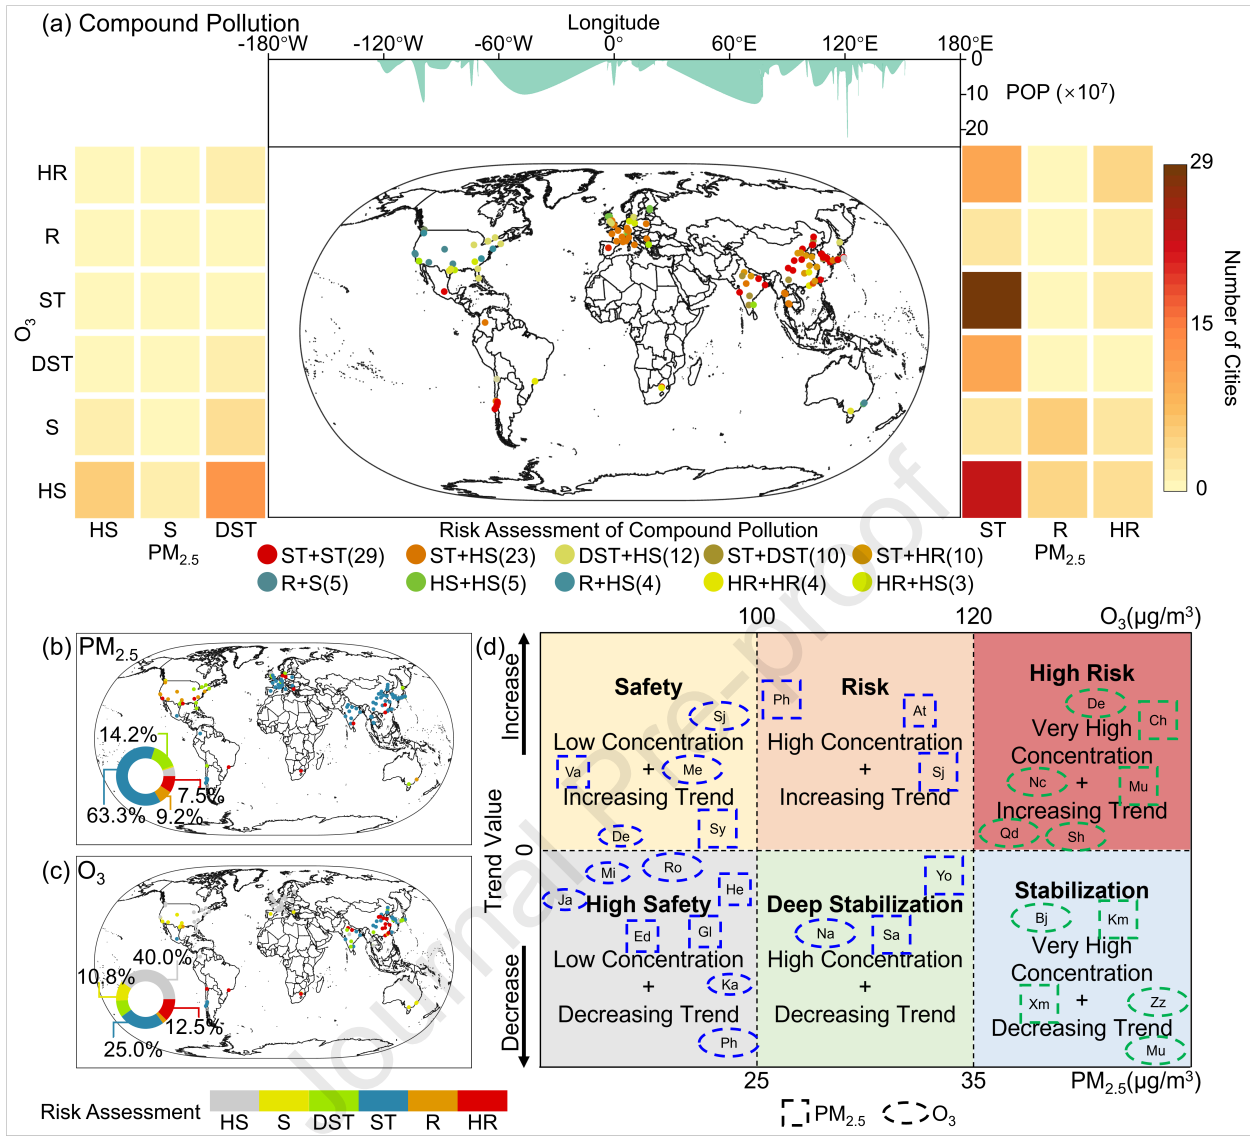 (a) Compound Pollution
Longitude
-180°W -120°W -60°W 0° 60°E 120°E 180°E
0
10
20
POP (×10⁷)
HR
R
ST
DST
S
HS
O₃
HS S DST
PM₂.₅
ST R HR
PM₂.₅
29
15
0
Number of Cities
Risk Assessment of Compound Pollution
ST+ST(29) ST+HS(23) DST+HS(12) ST+DST(10) ST+HR(10)
R+S(5) HS+HS(5) R+HS(4) HR+HR(4) HR+HS(3)
(b) PM₂.₅
14.2%
7.5%
63.3% 9.2%
(c) O₃
40.0%
10.8%
12.5%
25.0%
Risk Assessment
HS S DST ST R HR
(d)
100 120 O₃(μg/m³)
Increase
Trend Value
0
Decrease
Safety
Sj
Low Concentration
Va + Me
Increasing Trend
De Sy
Risk
Ph At
High Concentration
+ Sj
Increasing Trend
High Risk
De
Very High Ch
Concentration
Nc + Mu
Increasing Trend
Qd Sh
Mi Ro
Ja He
High Safety
Ed Gl
Low Concentration
+ Ka
Decreasing Trend
Ph
Yo
Deep Stabilization
Na Sa
High Concentration
+
Decreasing Trend
Stabilization
Bj Km
Very High
Concentration
Xm + Zz
Decreasing Trend
Mu
25 35 PM₂.₅(μg/m³)
PM₂.₅ O₃
Journal Pre-proof